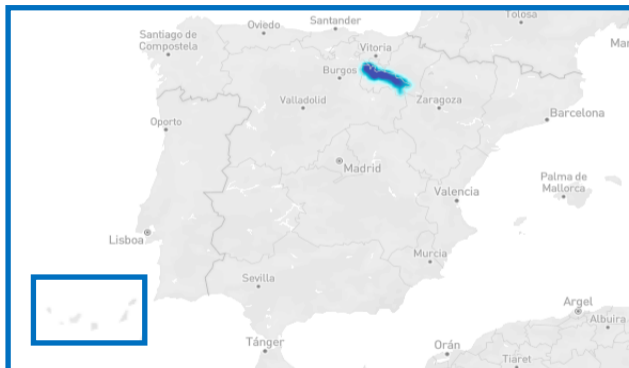 Tolosa
Santander
Oviedo
Santiago de
Compostela
Vitoria
Burgos
Valladolid
Zaragoza
Barcelona
Oporto
Madrid
Palma de
Mallorca
Valencia
Lisboa
Murcia
Sevilla
Argel
Albuira
Tánger
Orán
Tiaret